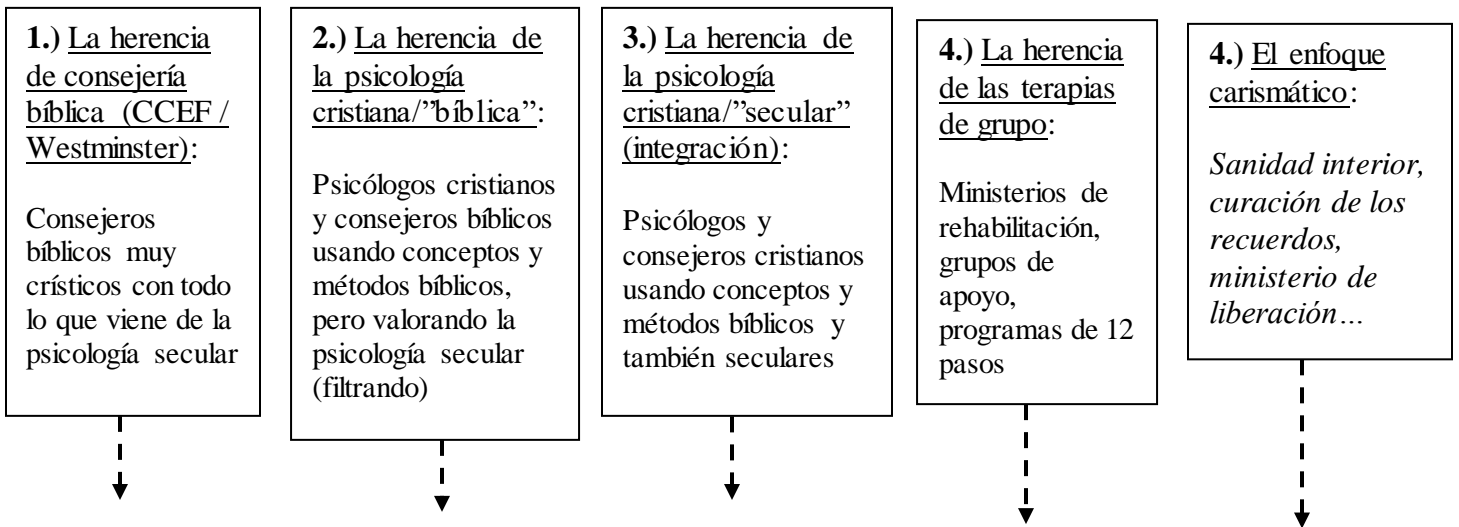 1.) La herencia
de consejería
bíblica (CCEF /
Westminster):
Consejeros
bíblicos muy
crísticos con todo
lo que viene de la
psicología secular
2.) La herencia de
la psicología
cristiana/”bíblica”:
Psicólogos cristianos
y consejeros bíblicos
usando conceptos y
métodos bíblicos,
pero valorando la
psicología secular
(filtrando)
3.) La herencia de
la psicología
cristiana/”secular”
(integración):
Psicólogos y
consejeros cristianos
usando conceptos y
métodos bíblicos y
también seculares
4.) La herencia
de las terapias
de grupo:
Ministerios de
rehabilitación,
grupos de
apoyo,
programas de 12
pasos
4.) El enfoque
carismático:
Sanidad interior,
curación de los
recuerdos,
ministerio de
liberación…